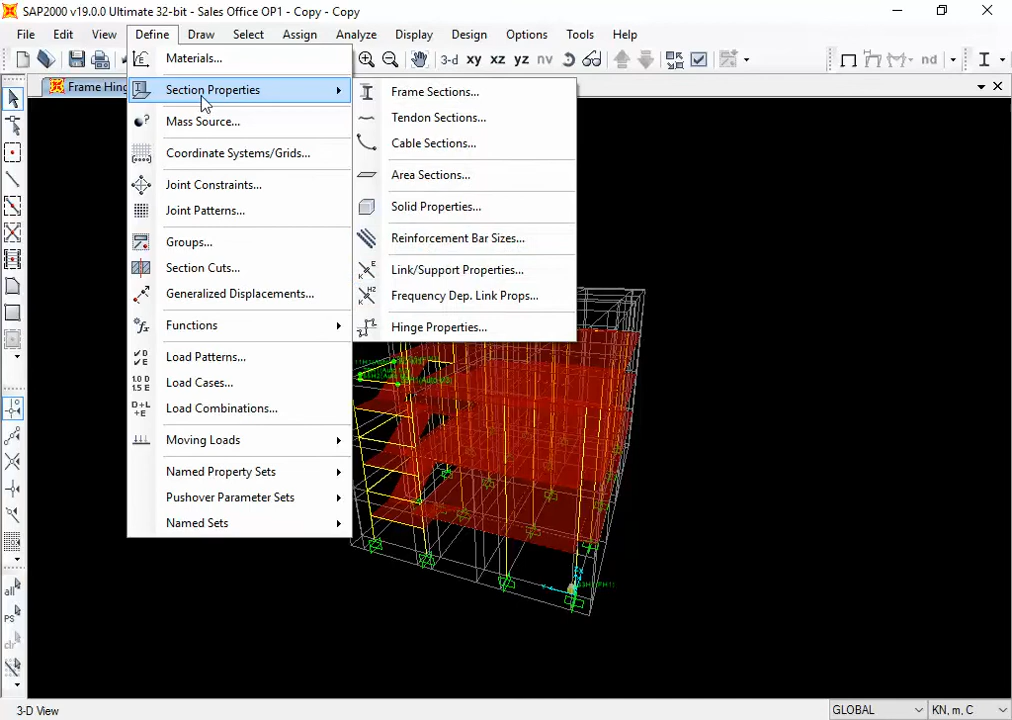 SAP2000 v19.0.0 Ultimate 32-bit - Sales Office OP1 - Copy - Copy
File Edit View Define Draw Select Assign Analyze Display Design Options Tools Help
3-d xy xz yz nv nd
Frame Hing
Materials...
Section Properties
Mass Source...
Coordinate Systems/Grids...
Joint Constraints...
Joint Patterns...
Groups...
Section Cuts...
Generalized Displacements...
Functions
Load Patterns...
Load Cases...
Load Combinations...
Moving Loads
Named Property Sets
Pushover Parameter Sets
Named Sets
Frame Sections...
Tendon Sections...
Cable Sections...
Area Sections...
Solid Properties...
Reinforcement Bar Sizes...
Link/Support Properties...
Frequency Dep. Link Props...
Hinge Properties...
all
PS
clr
3-D View
GLOBAL
KN, m, C